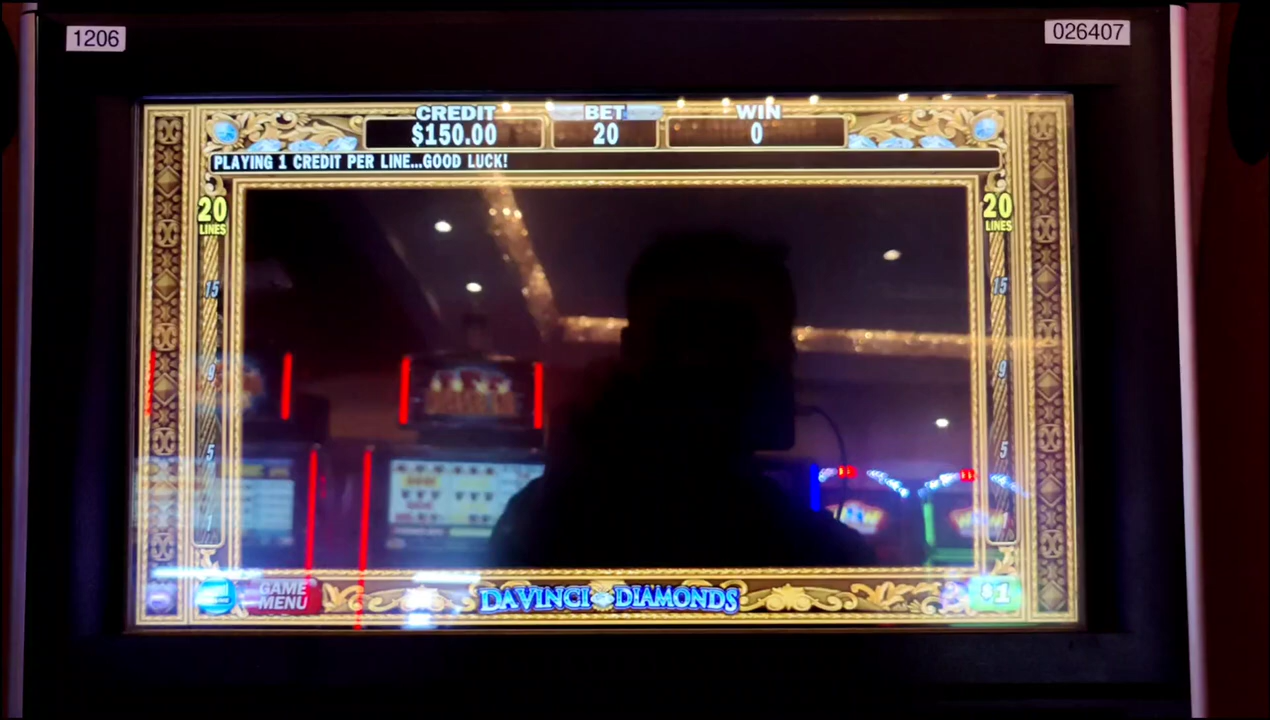 1206
026407
CREDIT BET WIN
$150.00 20 0
PLAYING 1 CREDIT PER LINE...GOOD LUCK!
20 20
LINES LINES
15 15
9 9
5 5
1
GAME
MENU
DAVINCI DIAMONDS
$1